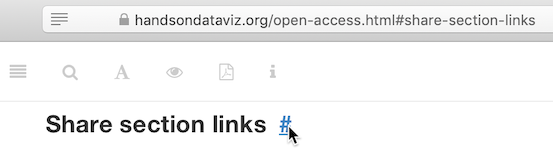 handsondataviz.org/open-access.html#share-section-links
A
i
Share section links #